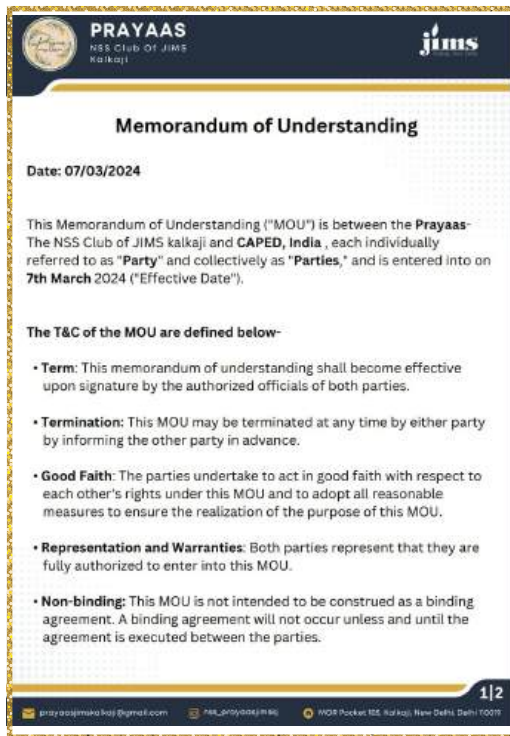 PRAYAAS
NSS Club Of JIMS
Kalkaji
jims
Memorandum of Understanding
Date: 07/03/2024
This Memorandum of Understanding ("MOU") is between the Prayaas-
The NSS Club of JIMS kalkaji and CAPED, India , each individually
referred to as "Party" and collectively as "Parties," and is entered into on
7th March 2024 ("Effective Date").
The T&C of the MOU are defined below-
• Term: This memorandum of understanding shall become effective
upon signature by the authorized officials of both parties.
• Termination: This MOU may be terminated at any time by either party
by informing the other party in advance.
• Good Faith: The parties undertake to act in good faith with respect to
each other's rights under this MOU and to adopt all reasonable
measures to ensure the realization of the purpose of this MOU.
• Representation and Warranties: Both parties represent that they are
fully authorized to enter into this MOU.
• Non-binding: This MOU is not intended to be construed as a binding
agreement. A binding agreement will not occur unless and until the
agreement is executed between the parties.
1|2
prayaasjimskalkaji@gmail.com
nss_prayaasjimskj
MOR Pocket 105, Kalkaji, New Delhi, Delhi 110019